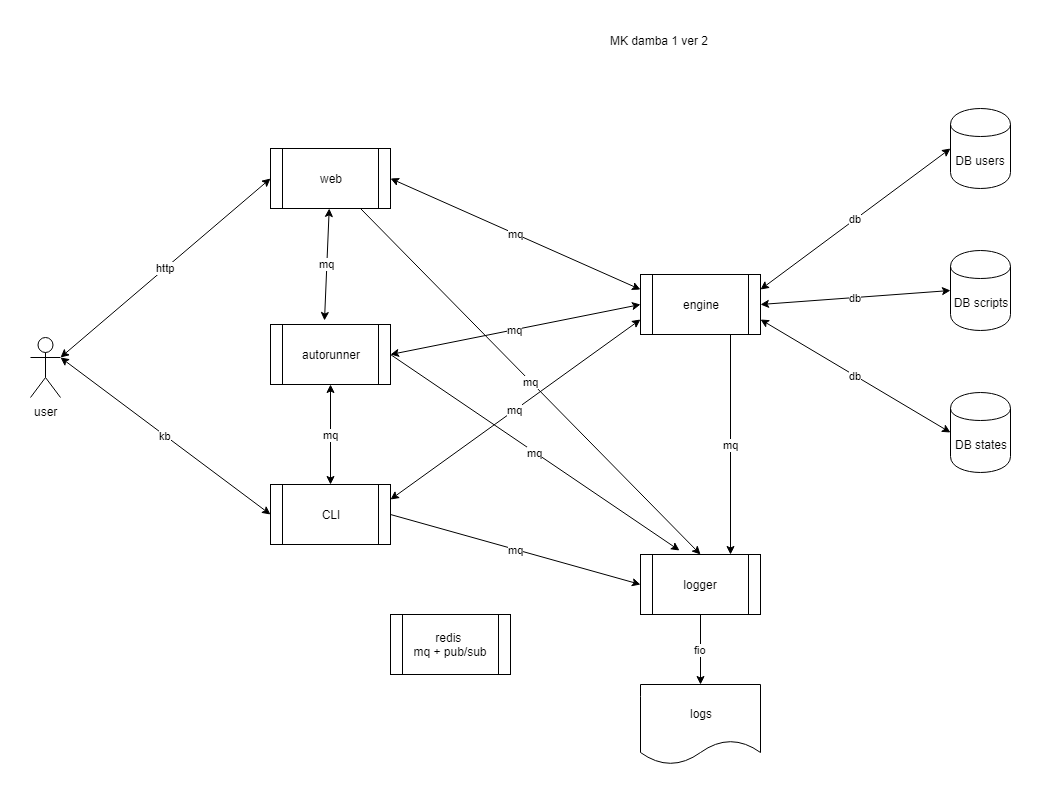 MK damba 1 ver 2
DB users
web
mq
db
http
mq
engine
db
DB scripts
mq
autorunner
user
mq
mq
db
kb
mq
mq
mq
DB states
CLI
mq
logger
redis
mq + pub/sub
fio
logs